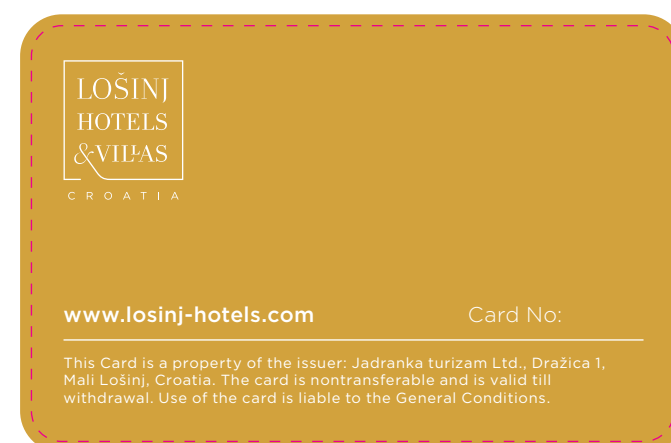 LOŠINJ
HOTELS
&VILLAS
CROATIA
www.losinj-hotels.com Card No:
This Card is a property of the issuer: Jadranka turizam Ltd., Dražica 1,
Mali Lošinj, Croatia. The card is nontransferable and is valid till
withdrawal. Use of the card is liable to the General Conditions.